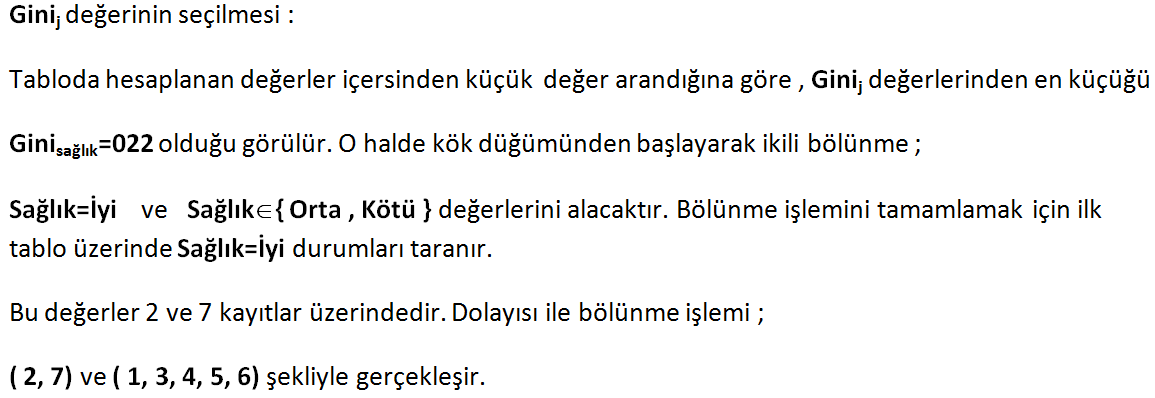 Ginij değerinin seçilmesi :
Tabloda hesaplanan değerler içersinden küçük değer arandığına göre , Ginij değerlerinden en küçüğü
Ginisağlık=022 olduğu görülür. O halde kök düğümünden başlayarak ikili bölünme ;
Sağlık=İyi ve Sağlık∈{ Orta , Kötü } değerlerini alacaktır. Bölünme işlemini tamamlamak için ilk
tablo üzerinde Sağlık=İyi durumları taranır.
Bu değerler 2 ve 7 kayıtlar üzerindedir. Dolayısı ile bölünme işlemi ;
( 2, 7) ve ( 1, 3, 4, 5, 6) şekliyle gerçekleşir.